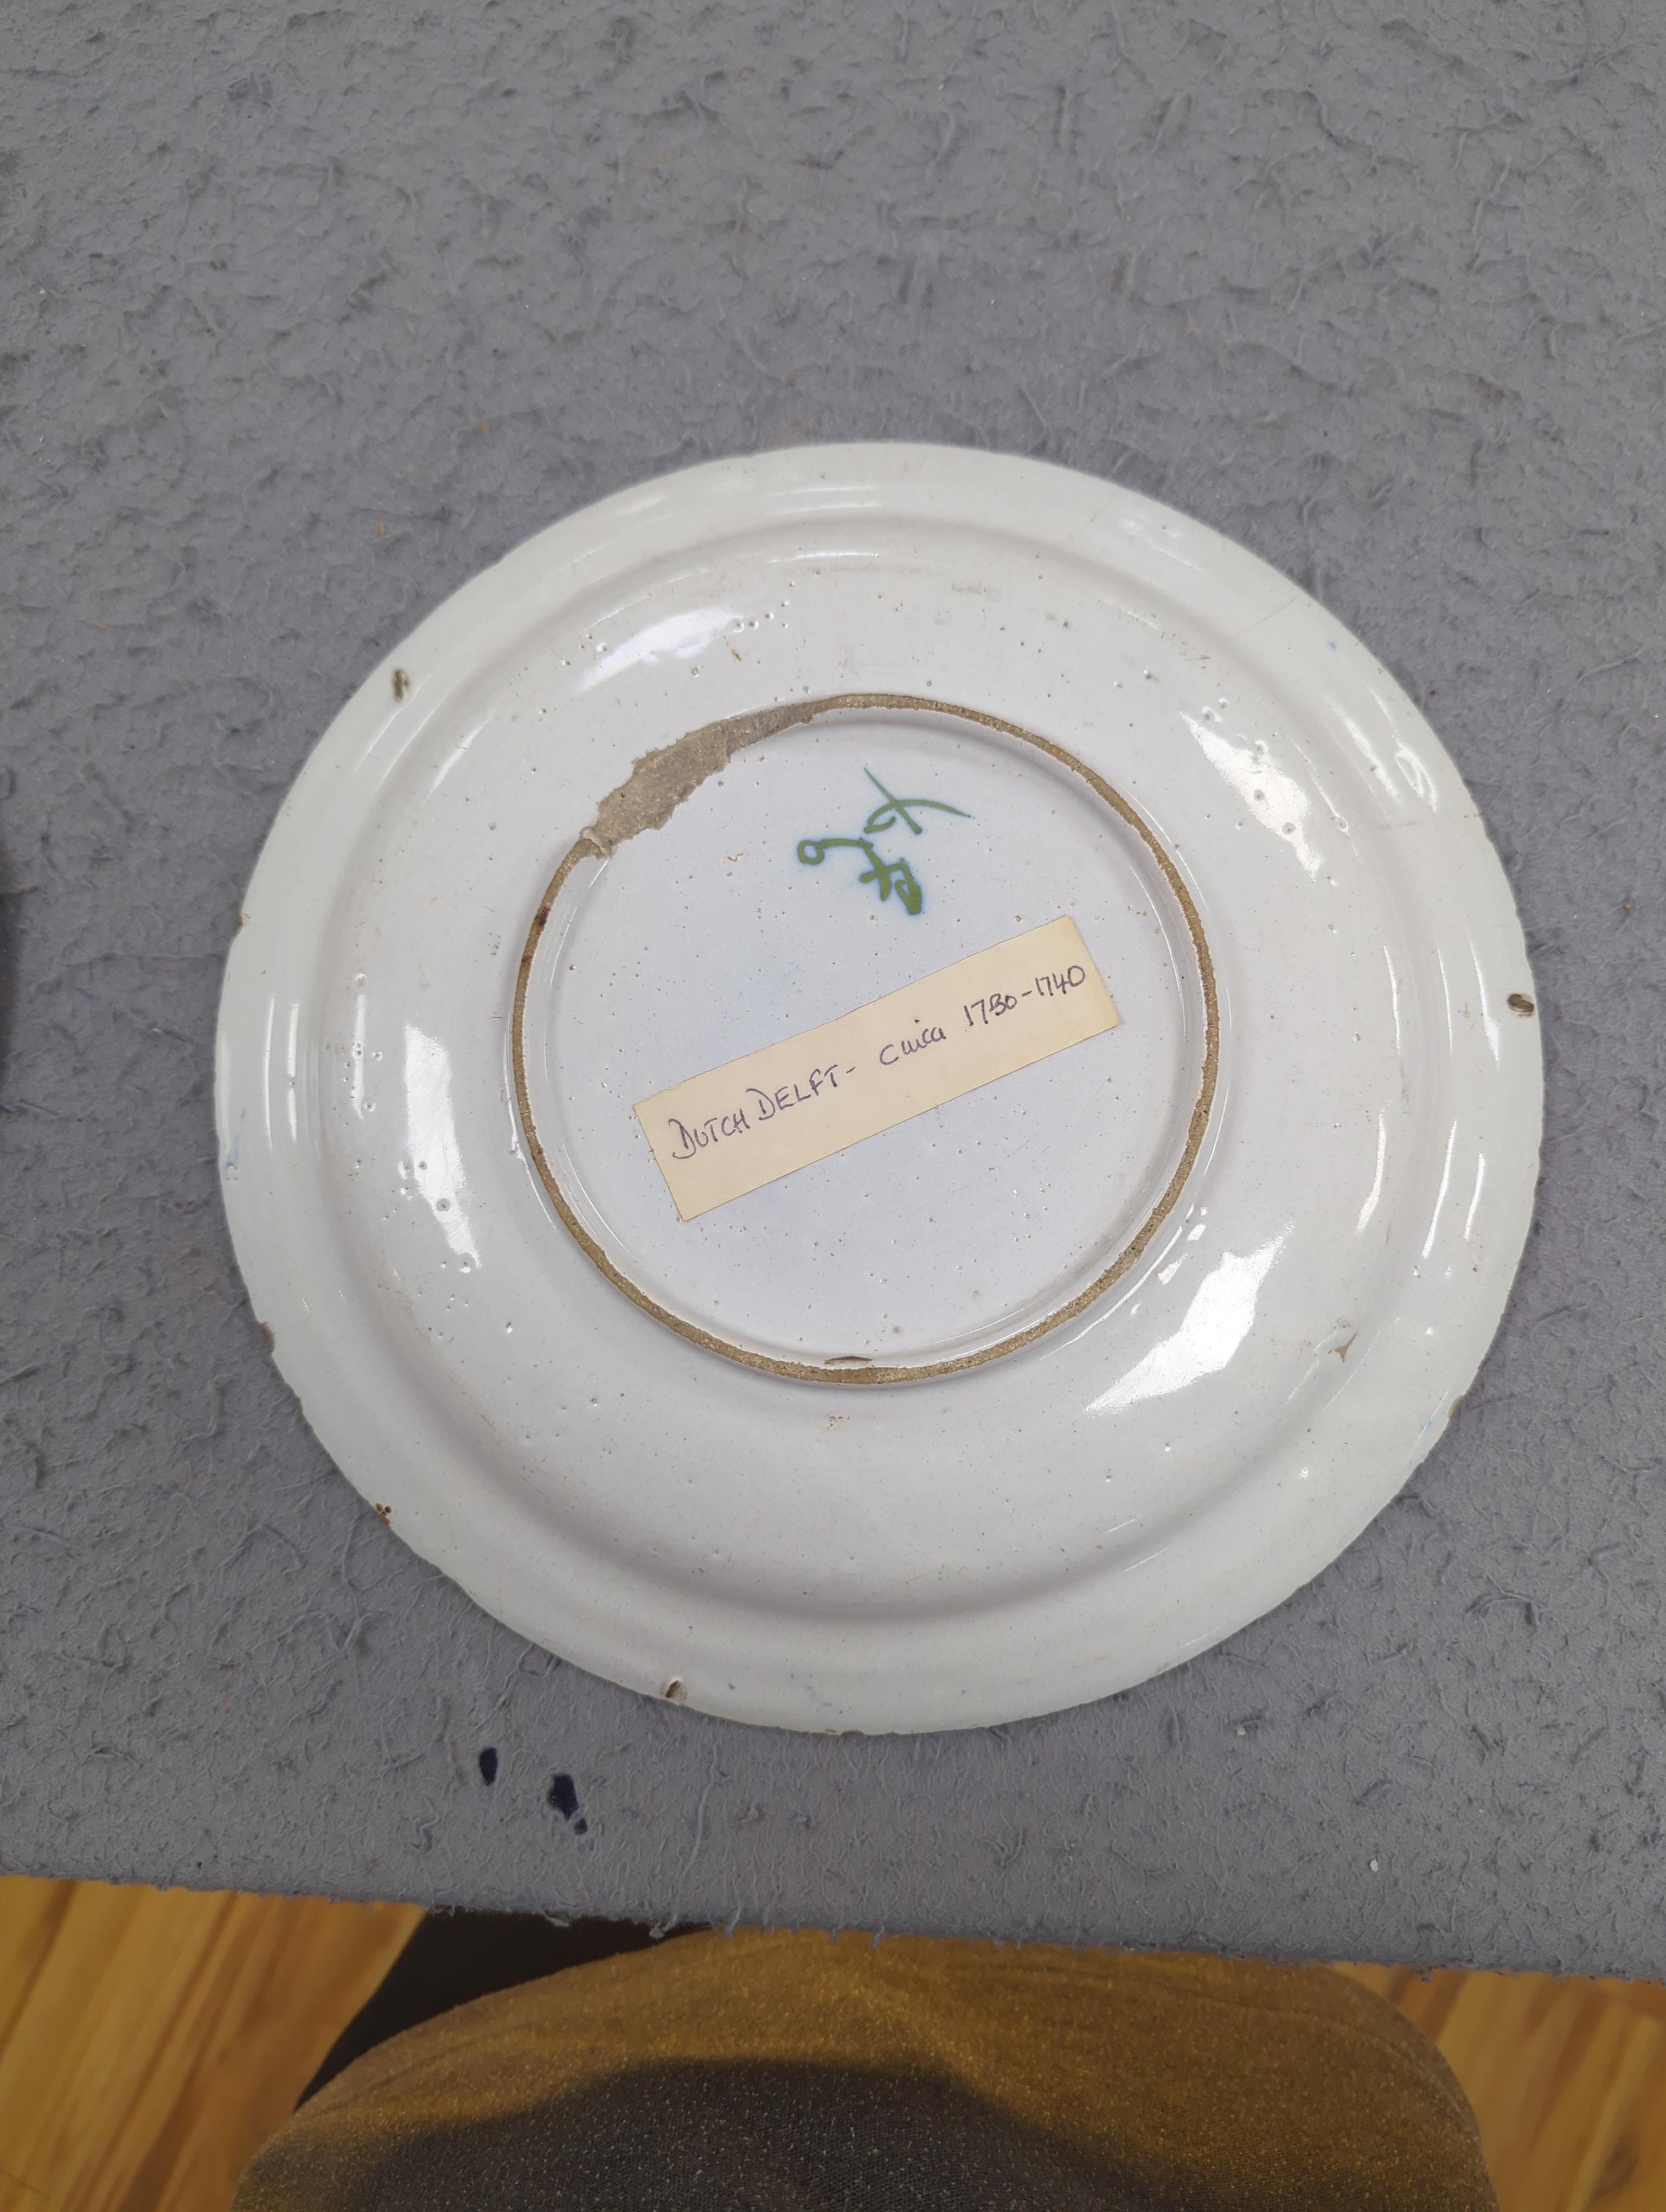 DUTCH DELFT - Circa 1730-1740